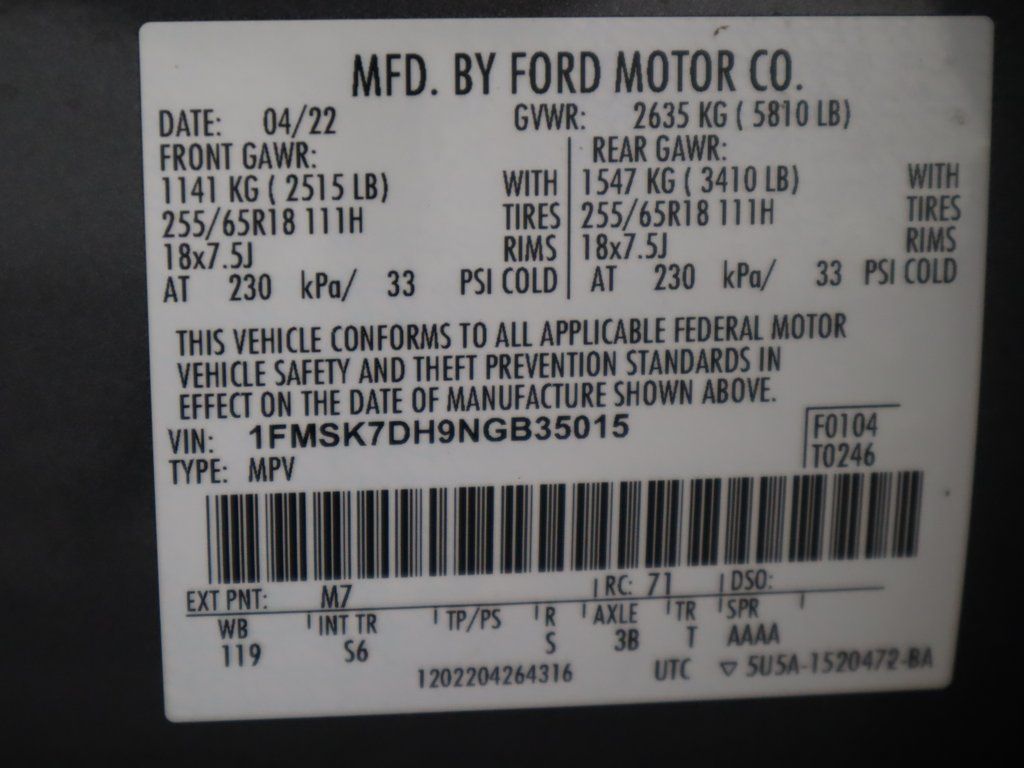 MFD. BY FORD MOTOR CO.
DATE: 04/22 GVWR: 2635 KG ( 5810 LB)
FRONT GAWR: REAR GAWR:
1141 KG ( 2515 LB) WITH 1547 KG ( 3410 LB) WITH
255/65R18 111H TIRES 255/65R18 111H TIRES
18x7.5J RIMS 18x7.5J RIMS
AT 230 kPa/ 33 PSI COLD AT 230 kPa/ 33 PSI COLD
THIS VEHICLE CONFORMS TO ALL APPLICABLE FEDERAL MOTOR
VEHICLE SAFETY AND THEFT PREVENTION STANDARDS IN
EFFECT ON THE DATE OF MANUFACTURE SHOWN ABOVE.
VIN: 1FMSK7DH9NGB35015 F0104
TYPE: MPV T0246
EXT PNT: M7 RC: 71 DSO:
WB INT TR TP/PS R AXLE TR SPR
119 S6 S 3B T AAAA
1202204264316 UTC ▽ 5U5A-1520472-BA